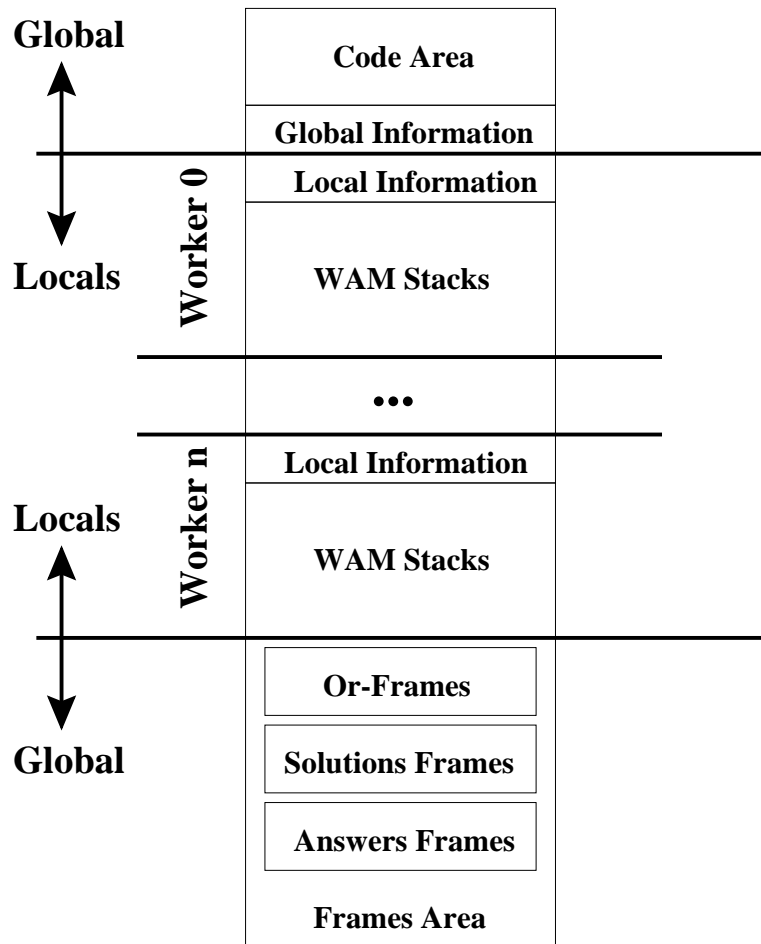 Global
Code Area
Global Information
Local Information
Worker 0
Locals
WAM Stacks
...
Local Information
Worker n
Locals
WAM Stacks
Or-Frames
Global
Solutions Frames
Answers Frames
Frames Area